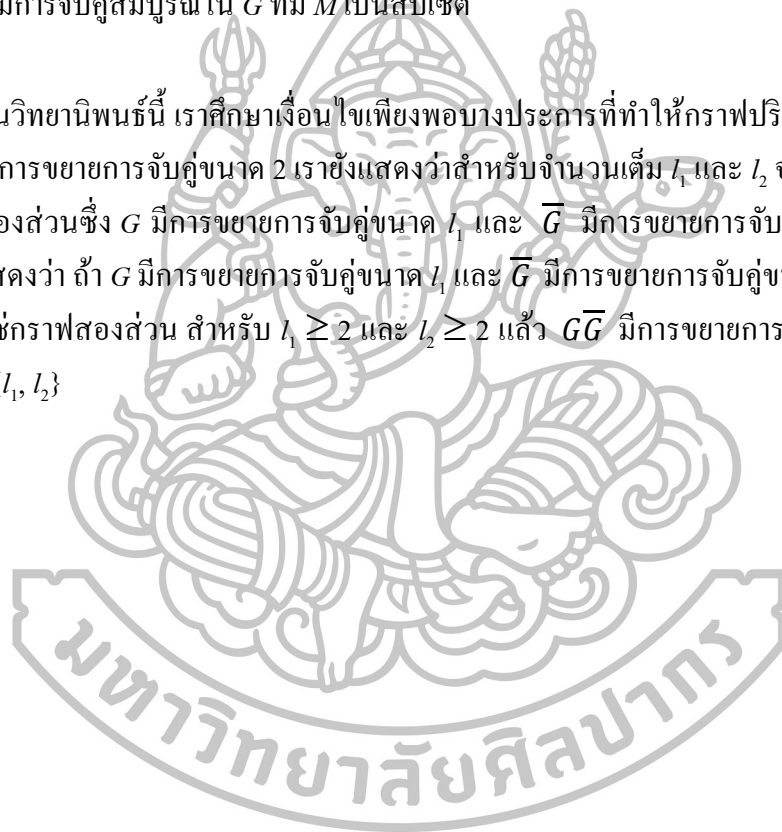 มีการจับคู่สมบูรณ์ใน G ที่มี M เป็นสับเซต
นวิทยานิพนธ์นี้ เราศึกษาเงื่อนไขเพียงพอบางประการที่ทำให้กราฟปริ
การขยายการจับคู่ขนาด 2 เรายังแสดงว่าสำหรับจำนวนเต็ม l₁ และ l₂ จ
องส่วนซึ่ง G มีการขยายการจับคู่ขนาด l₁ และ G̅ มีการขยายการจับ
สดงว่า ถ้า G มีการขยายการจับคู่ขนาด l₁ และ G̅ มีการขยายการจับคู่ข
ช่กราฟสองส่วน สำหรับ l₁ ≥ 2 และ l₂ ≥ 2 แล้ว GG̅ มีการขยายการ
l₁, l₂}
มหาวิทยาลัยศิลปากร